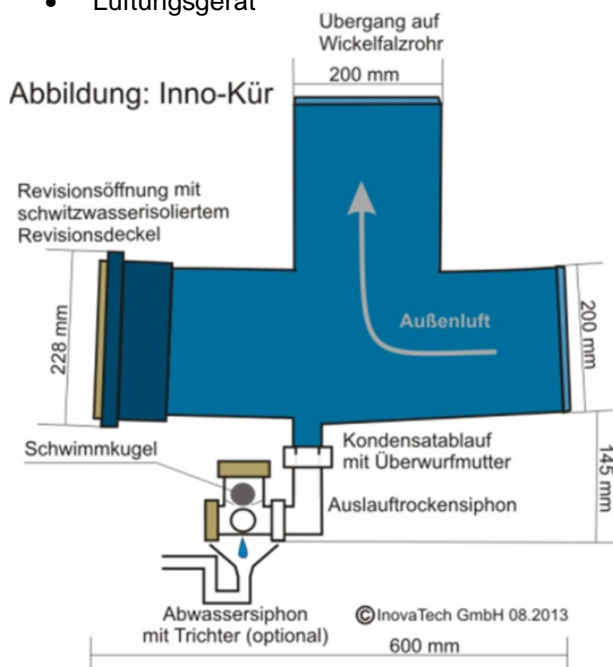 • Lüftungsgerät
Übergang auf
Wickelfalzrohr
200 mm
Abbildung: Inno-Kür
Revisionsöffnung mit
schwitzwasserisoliertem
Revisionsdeckel
228 mm
Außenluft
200 mm
Schwimmkugel
Kondensatablauf
mit Überwurfmutter
145 mm
Auslauftrockensiphon
Abwassersiphon
mit Trichter (optional)
© InovaTech GmbH 08.2013
600 mm